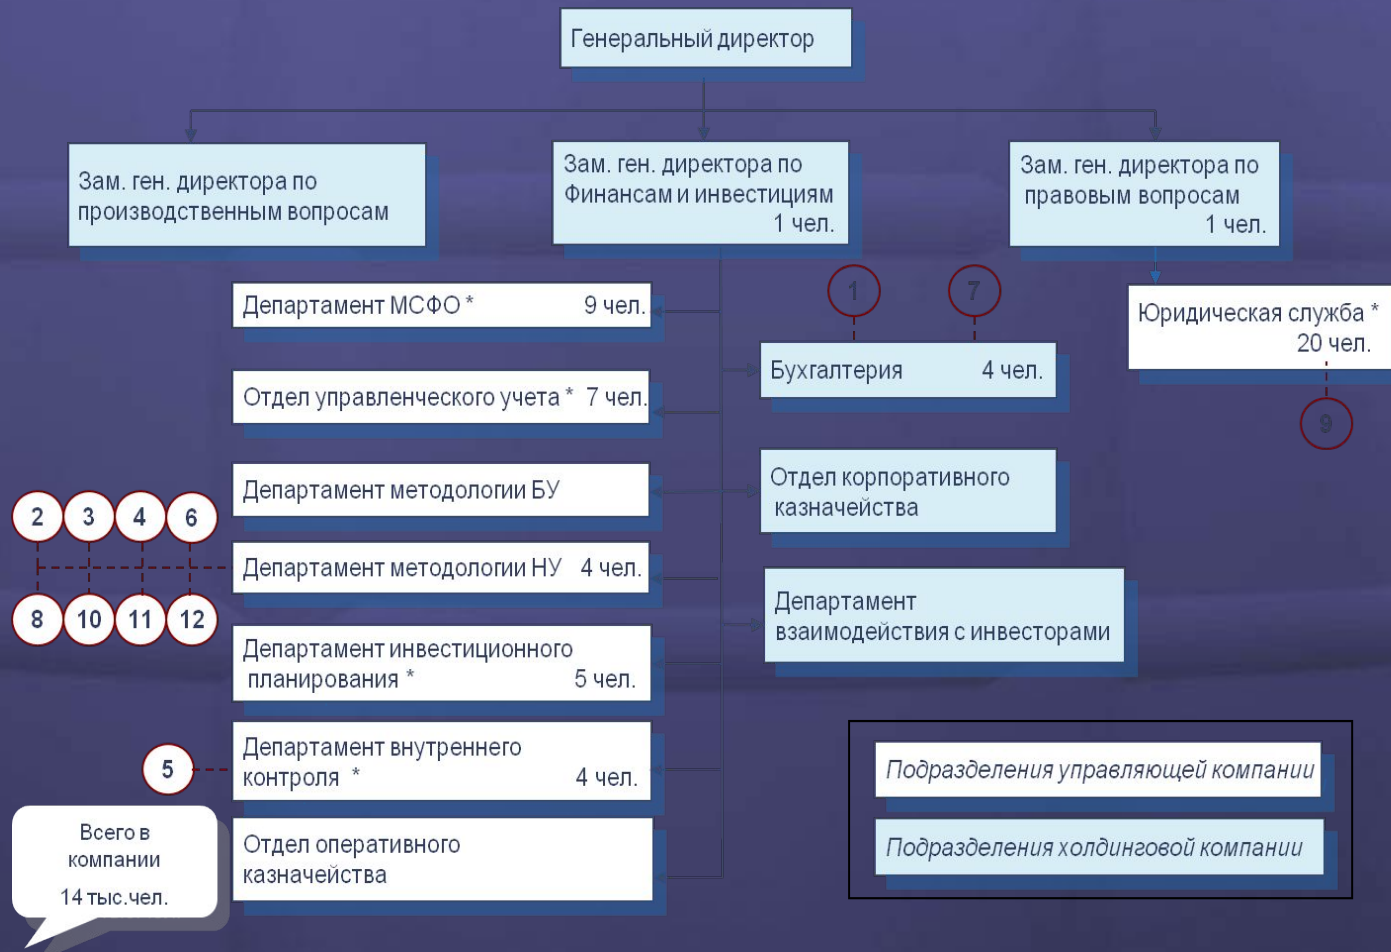 Генеральный директор
Зам. ген. директора по
производственным вопросам
Зам. ген. директора по
Финансам и инвестициям
1 чел.
Зам. ген. директора по
правовым вопросам
1 чел.
Департамент МСФО * 9 чел.
1
7
Бухгалтерия 4 чел.
Юридическая служба *
20 чел.
9
Отдел управленческого учета * 7 чел.
Департамент методологии БУ
Отдел корпоративного
казначейства
2 3 4 6
Департамент методологии НУ 4 чел.
8 10 11 12
Департамент
взаимодействия с инвесторами
Департамент инвестиционного
планирования * 5 чел.
5
Департамент внутреннего
контроля * 4 чел.
Отдел оперативного
казначейства
Всего в
компании
14 тыс.чел.
Подразделения управляющей компании
Подразделения холдинговой компании